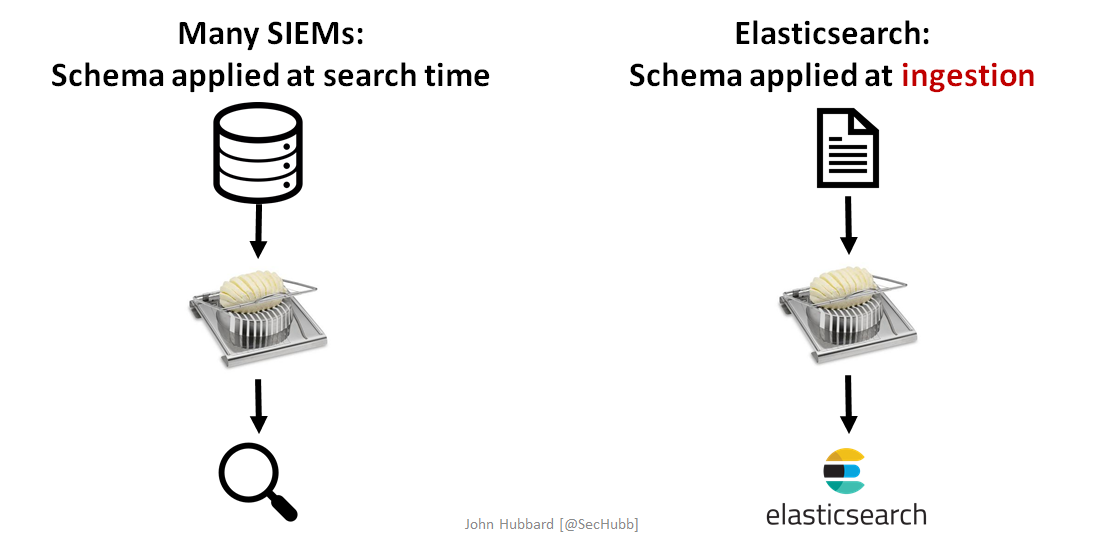 Many SIEMs:
Schema applied at search time
Elasticsearch:
Schema applied at ingestion
elasticsearch
John Hubbard [@SecHubb]